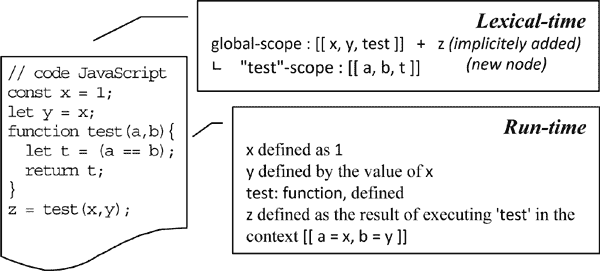 Lexical-time
global-scope : [[ x, y, test ]] + z (implicitely added)
∟ "test"-scope : [[ a, b, t ]] (new node)
// code JavaScript
const x = 1;
let y = x;
function test(a,b){
let t = (a == b);
return t;
}
z = test(x,y);
Run-time
x defined as 1
y defined by the value of x
test: function, defined
z defined as the result of executing 'test' in the
context [[ a = x, b = y ]]